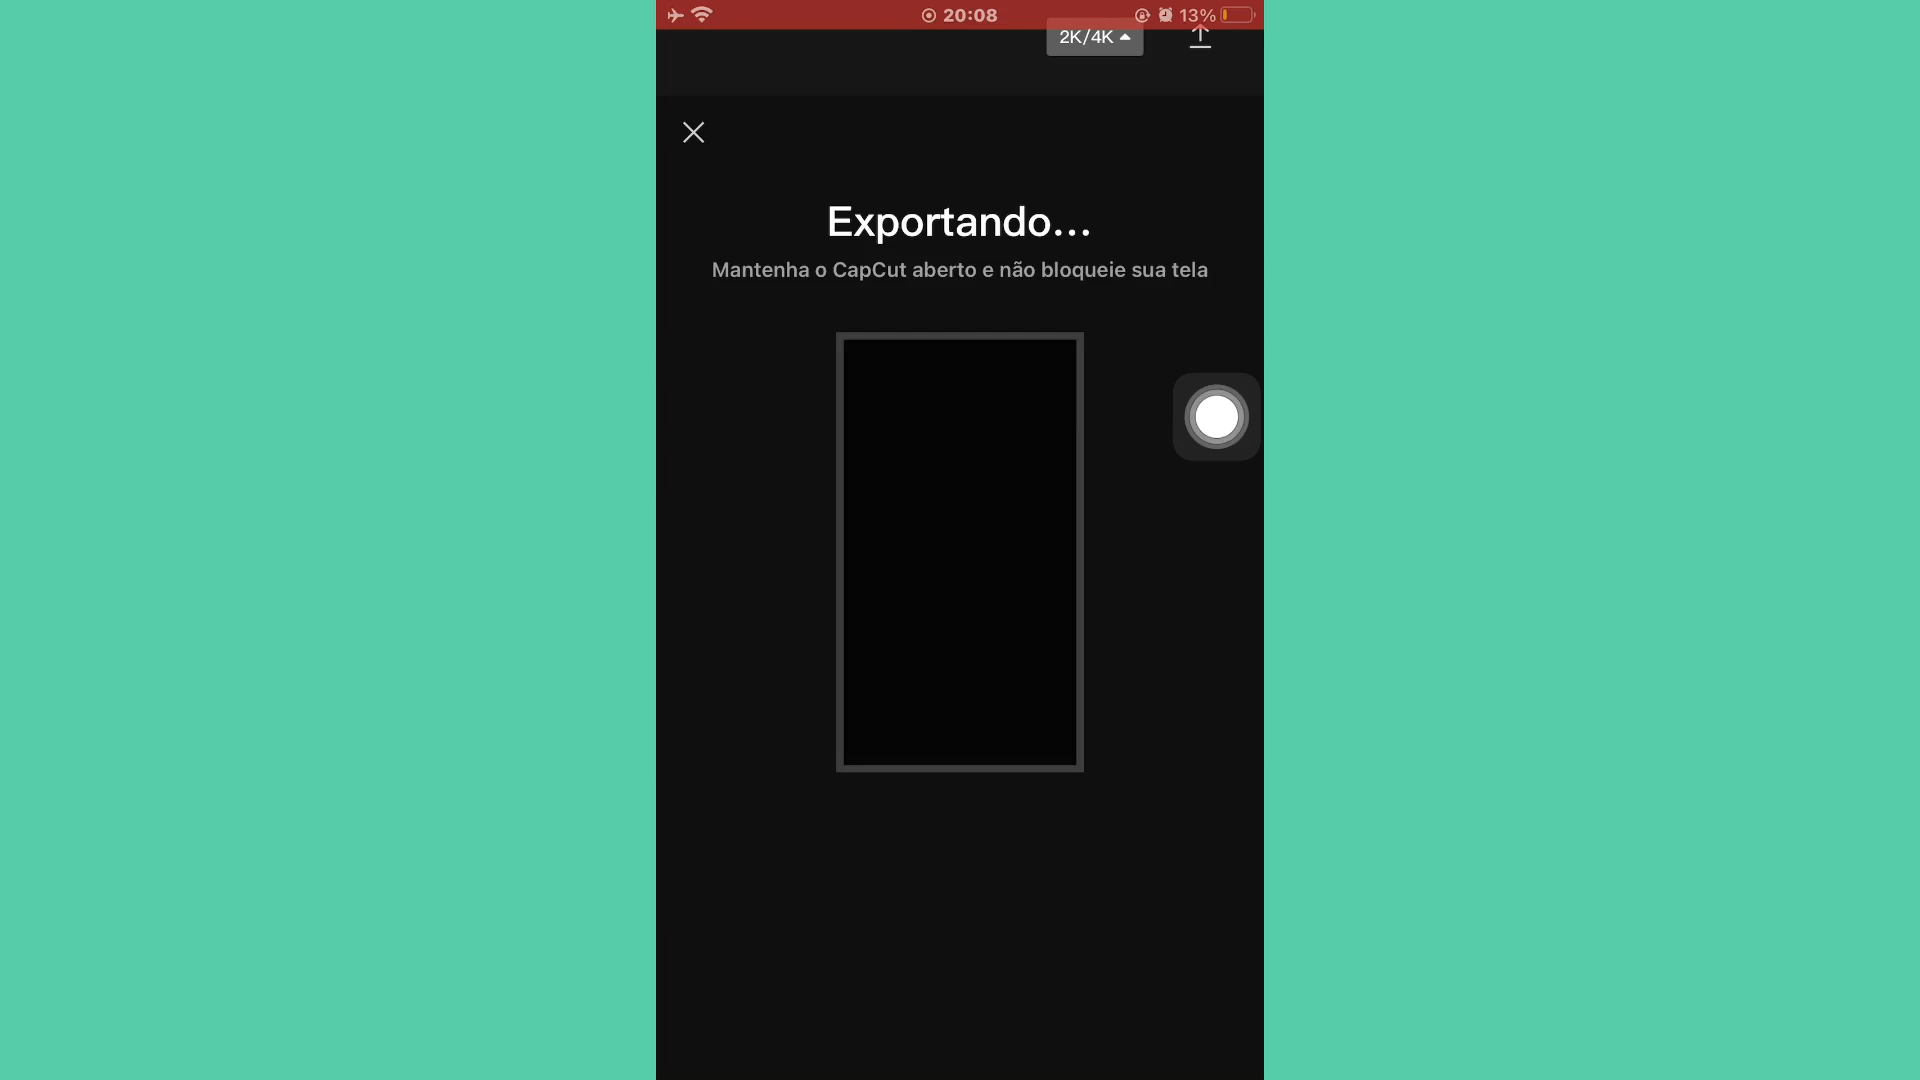 20:08
13%
2K/4K
Exportando...
Mantenha o CapCut aberto e não bloqueie sua tela